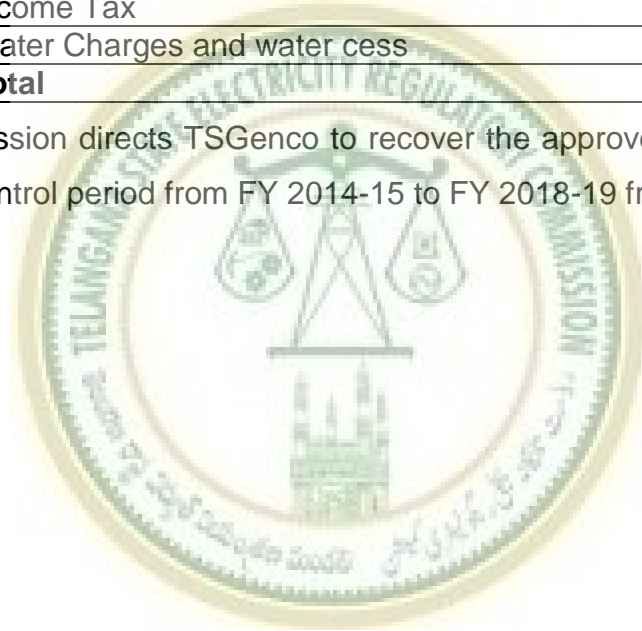 come Tax
ater Charges and water cess
otal
ssion directs TSGenco to recover the approve
ntrol period from FY 2014-15 to FY 2018-19 fr
TELANGANA STATE ELECTRICITY REGULATORY COMMISSION